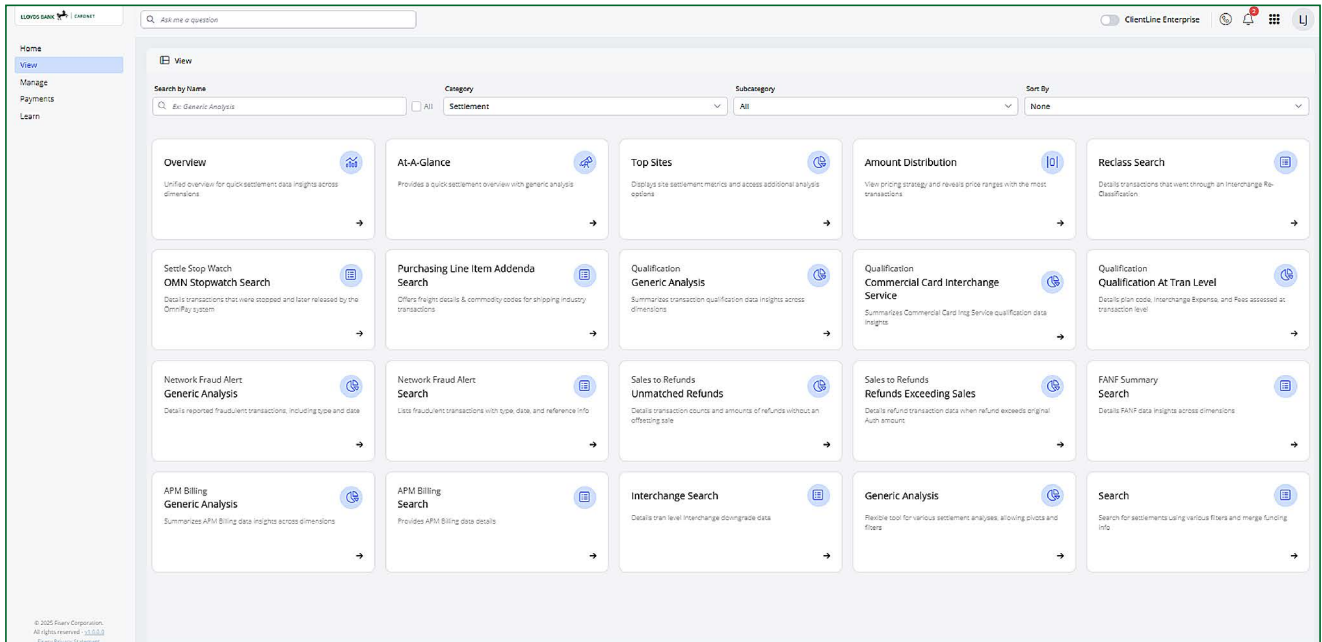 LLOYDS BANK | CARDNET
Ask me a question
ClientLine Enterprise
2
LJ
Home
View
Manage
Payments
Learn
View
Search by Name
Category
Subcategory
Sort By
Ex: Generic Analysis
All
Settlement
All
None
Overview
Unified overview for quick settlement data insights across
dimensions
At-A-Glance
Provides a quick settlement overview with generic analysis
Top Sites
Displays site settlement metrics and access additional analysis
options
Amount Distribution
View pricing strategy and reveals price ranges with the most
transactions
Reclass Search
Details transactions that went through an Interchange Re-
Classification
Settle Stop Watch
OMN Stopwatch Search
Details transactions that were stopped and later released by the
OmniPay system
Purchasing Line Item Addenda
Search
Offers freight details & commodity codes for shipping industry
transactions
Qualification
Generic Analysis
Summarizes transaction qualification data insights across
dimensions
Qualification
Commercial Card Interchange
Service
Summarizes Commercial Card Intg Service qualification data
insights
Qualification
Qualification At Tran Level
Details plan code, Interchange Expense, and Fees assessed at
transaction level
Network Fraud Alert
Generic Analysis
Details reported fraudulent transactions, including type and date
Network Fraud Alert
Search
Lists fraudulent transactions with type, date, and reference info
Sales to Refunds
Unmatched Refunds
Details transaction counts and amounts of refunds without an
offsetting sale
Sales to Refunds
Refunds Exceeding Sales
Details refund transaction data when refund exceeds original
Auth amount
FANF Summary
Search
Details FANF data insights across dimensions
APM Billing
Generic Analysis
Summarizes APM Billing data insights across dimensions
APM Billing
Search
Provides APM Billing data details
Interchange Search
Details tran level Interchange downgrade data
Generic Analysis
Flexible tool for various settlement analyses, allowing pivots and
filters
Search
Search for settlements using various filters and merge funding
info
© 2025 Fiserv Corporation.
All rights reserved - v1.0.0.0
Fiserv Privacy Statement